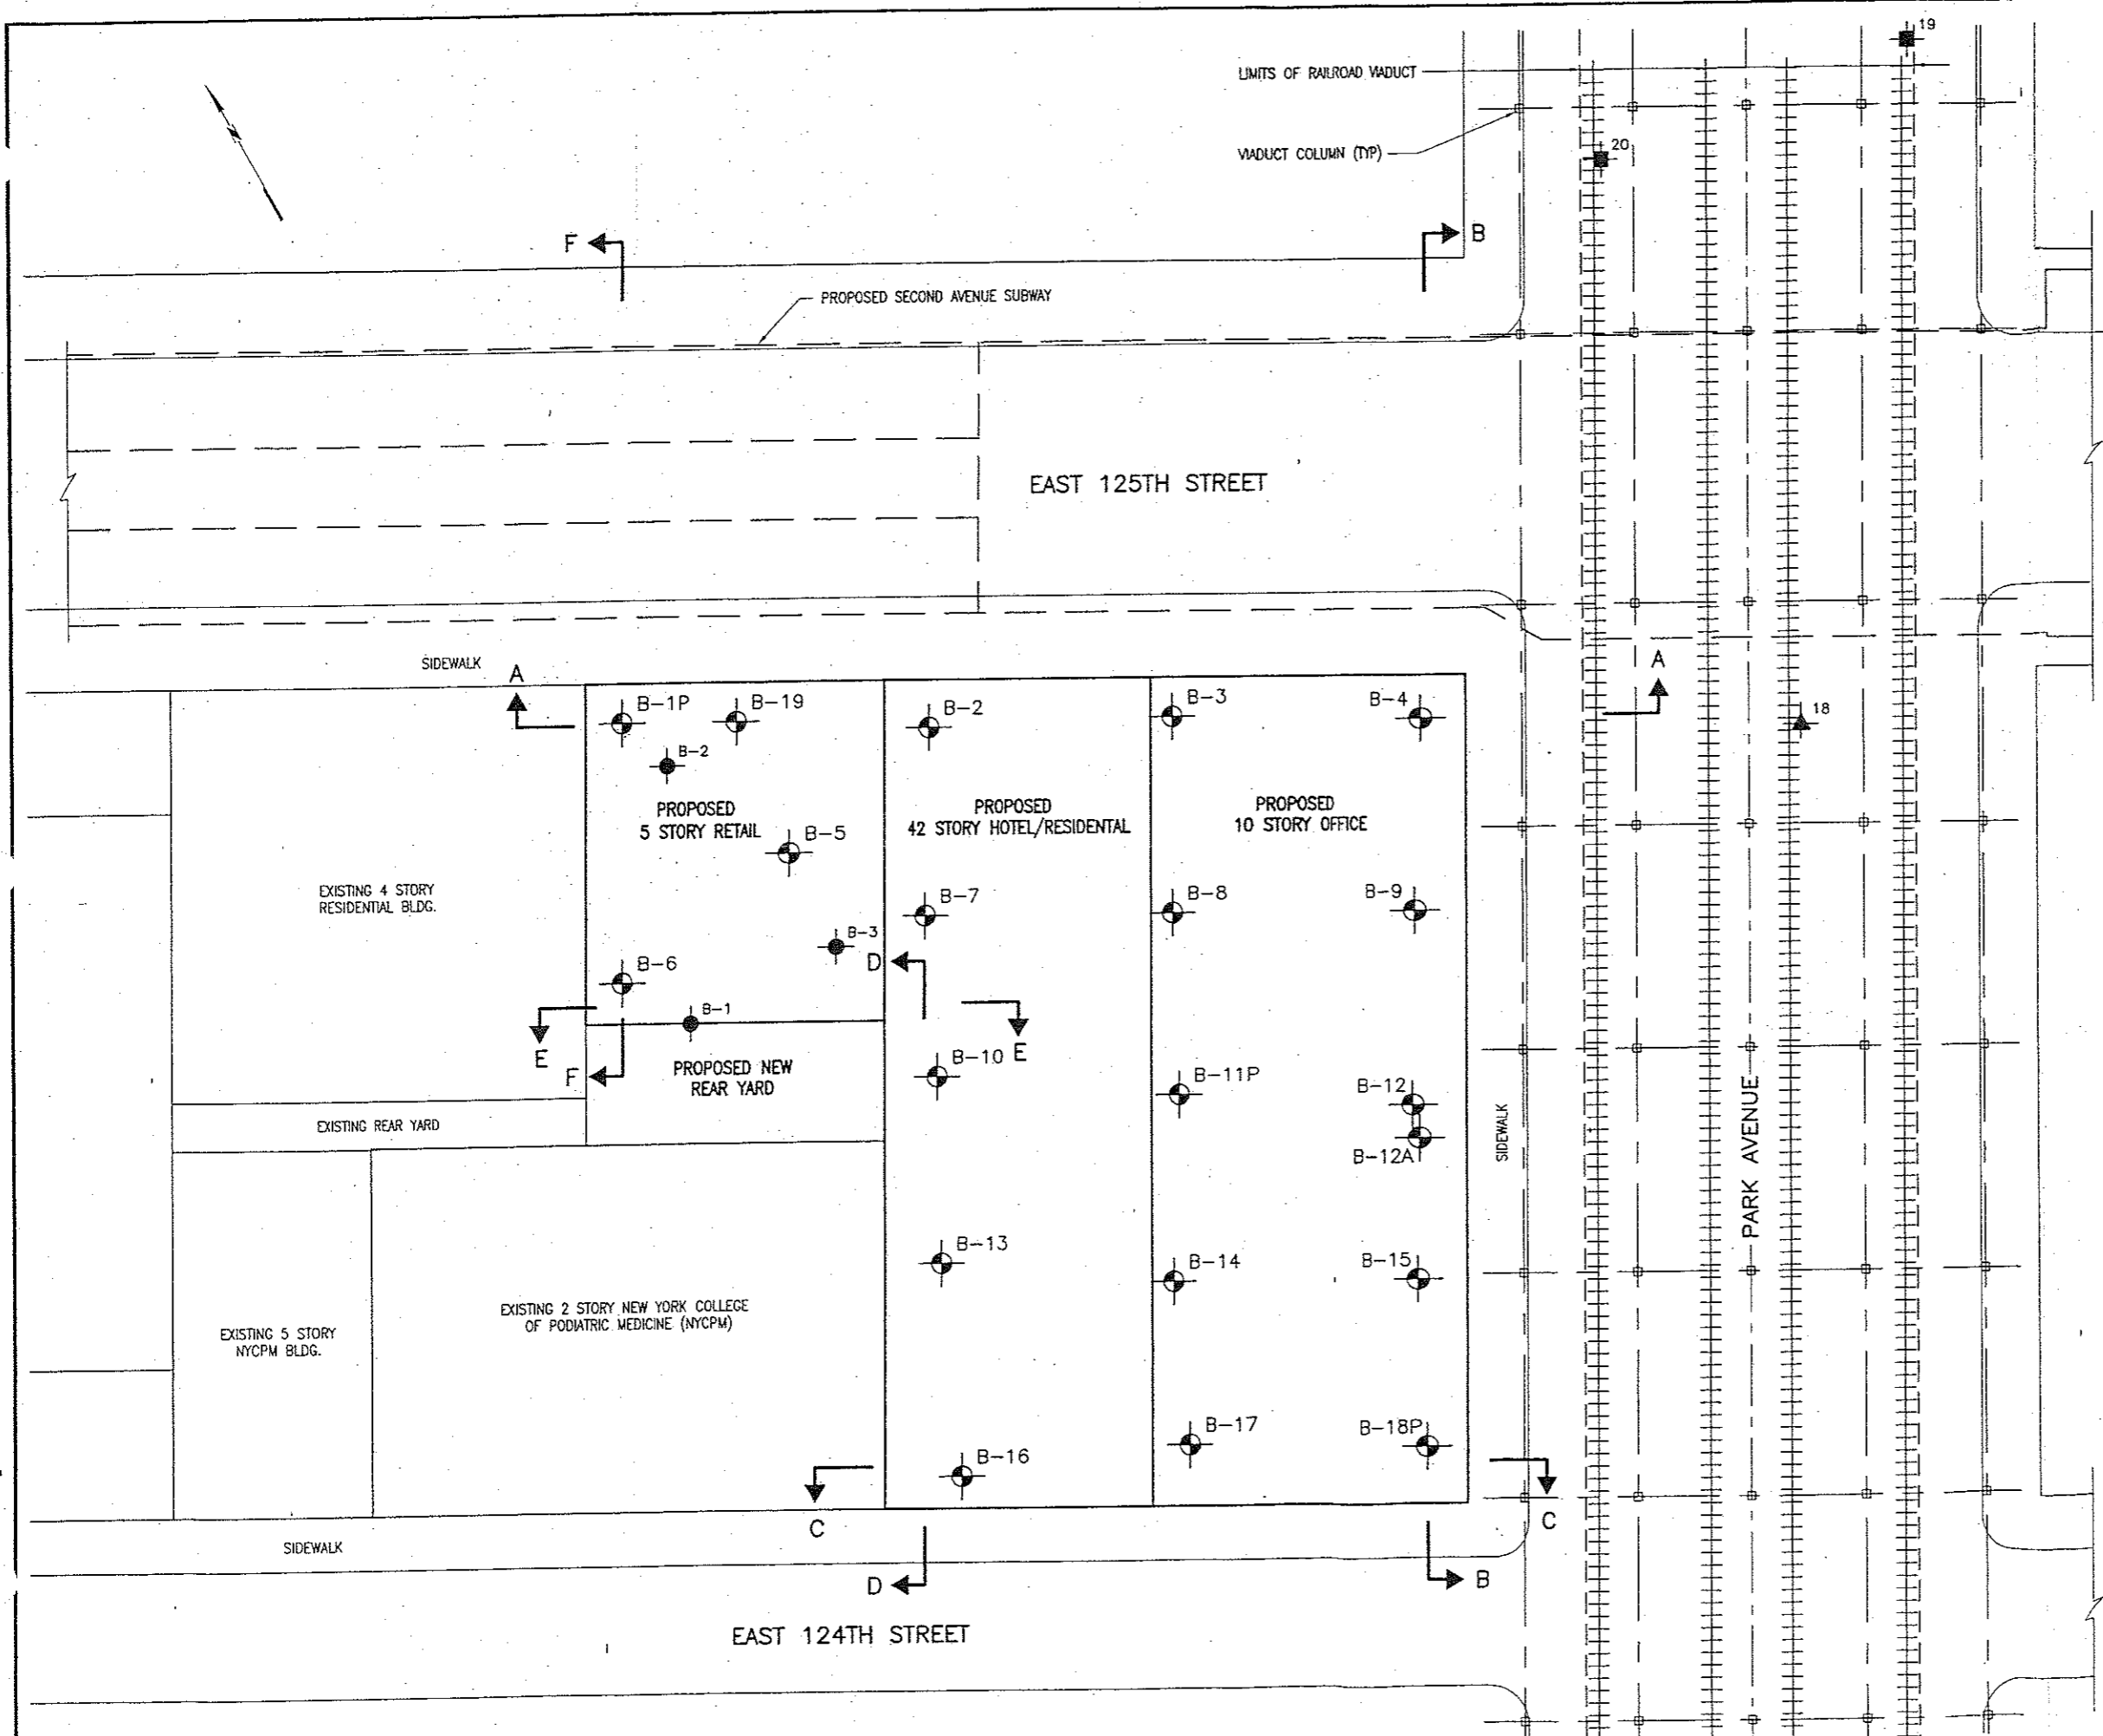 19
LIMITS OF RAILROAD VIADUCT
VIADUCT COLUMN (TYP)
20
F
B
PROPOSED SECOND AVENUE SUBWAY
EAST 125TH STREET
SIDEWALK
A
A
B-1P
B-19
B-2
B-3
B-4
18
B-2
PROPOSED
5 STORY RETAIL
PROPOSED
42 STORY HOTEL/RESIDENTAL
PROPOSED
10 STORY OFFICE
B-5
EXISTING 4 STORY
RESIDENTIAL BLDG.
B-7
B-8
B-9
B-3
D
B-6
B-1
E
F
E
PROPOSED NEW
REAR YARD
B-10
B-11P
B-12
B-12A
EXISTING REAR YARD
SIDEWALK
PARK AVENUE
B-13
B-14
B-15
EXISTING 5 STORY
NYCPM BLDG.
EXISTING 2 STORY NEW YORK COLLEGE
OF PODIATRIC MEDICINE (NYCPM)
B-16
B-17
B-18P
C
C
SIDEWALK
D
B
EAST 124TH STREET